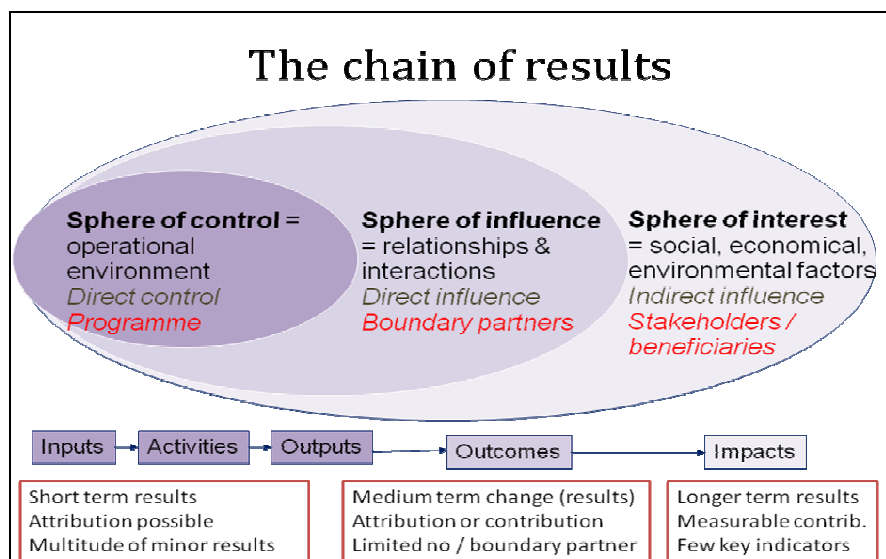 The chain of results
Sphere of control =
operational
environment
Direct control
Programme
Sphere of influence
= relationships &
interactions
Direct influence
Boundary partners
Sphere of interest
= social, economical,
environmental factors
Indirect influence
Stakeholders /
beneficiaries
Inputs
Activities
Outputs
Outcomes
Impacts
Short term results
Attribution possible
Multitude of minor results
Medium term change (results)
Attribution or contribution
Limited no / boundary partner
Longer term results
Measurable contrib.
Few key indicators